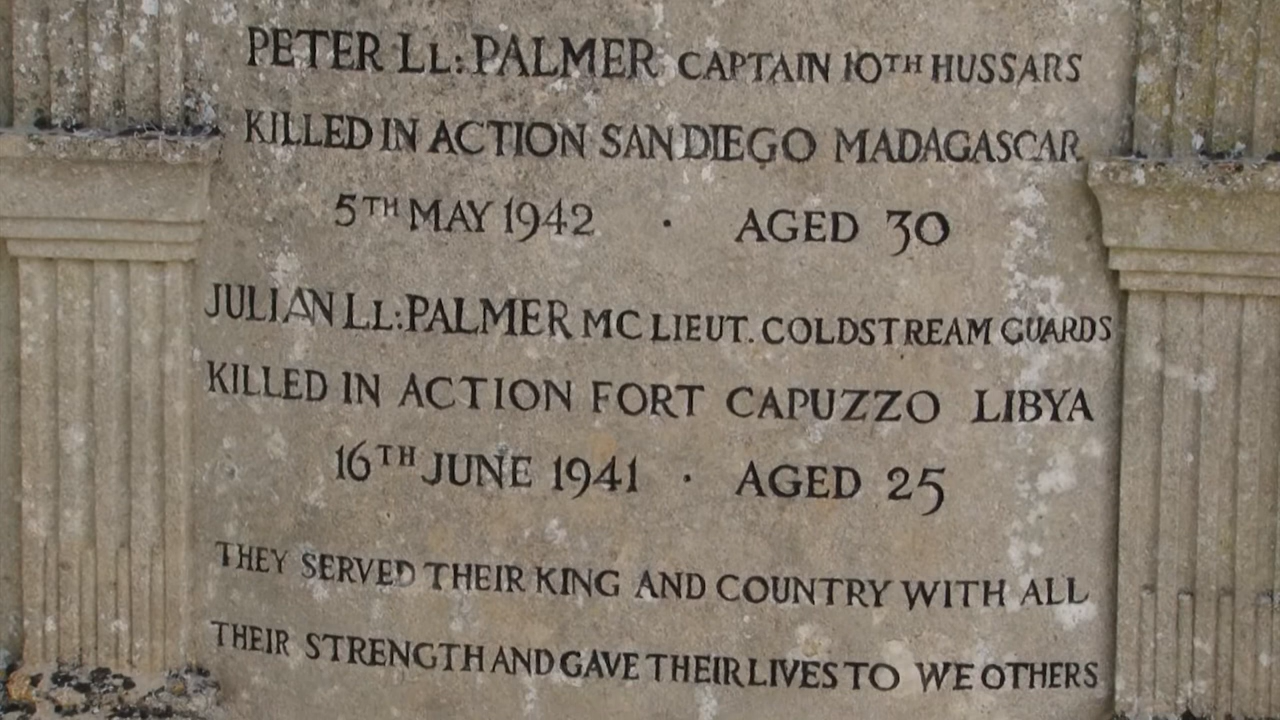 PETER LL: PALMER CAPTAIN 10TH HUSSARS
KILLED IN ACTION SAN DIEGO MADAGASCAR
5TH MAY 1942 · AGED 30
JULIAN LL: PALMER MC LIEUT. COLDSTREAM GUARDS
KILLED IN ACTION FORT CAPUZZO LIBYA
16TH JUNE 1941 · AGED 25
THEY SERVED THEIR KING AND COUNTRY WITH ALL
THEIR STRENGTH AND GAVE THEIR LIVES TO WE OTHERS